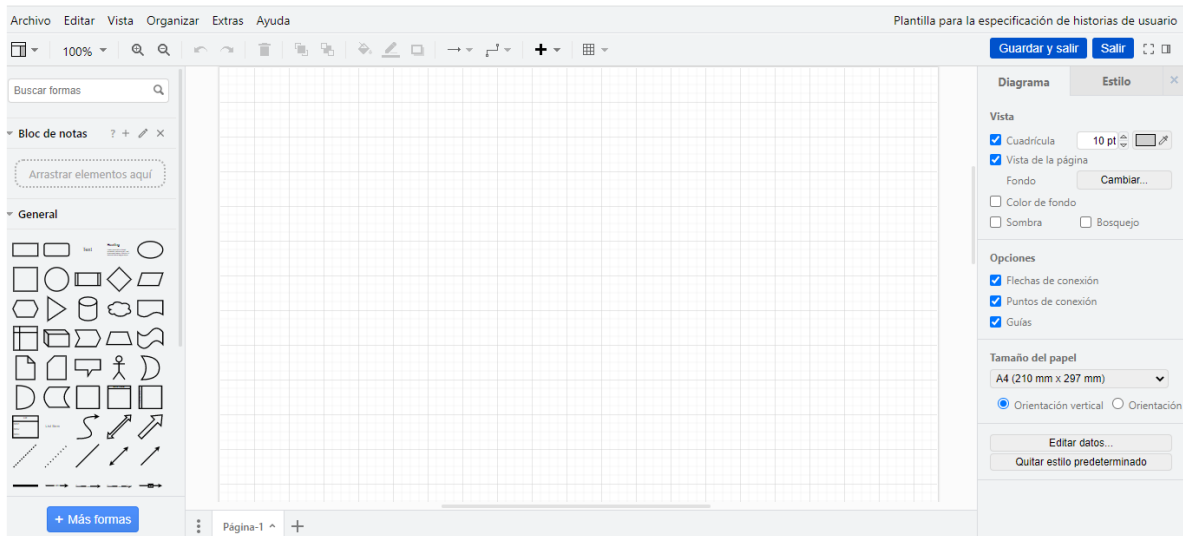 Archivo Editar Vista Organizar Extras Ayuda
Plantilla para la especificación de historias de usuario
100%
Guardar y salir Salir
Buscar formas
Bloc de notas ? + ×
Arrastrar elementos aquí
General
Text
Heading
+ Más formas
Página-1
Diagrama Estilo
Vista
Cuadrícula 10 pt
Vista de la página
Fondo Cambiar...
Color de fondo
Sombra Bosquejo
Opciones
Flechas de conexión
Puntos de conexión
Guías
Tamaño del papel
A4 (210 mm x 297 mm)
Orientación vertical Orientación
Editar datos...
Quitar estilo predeterminado